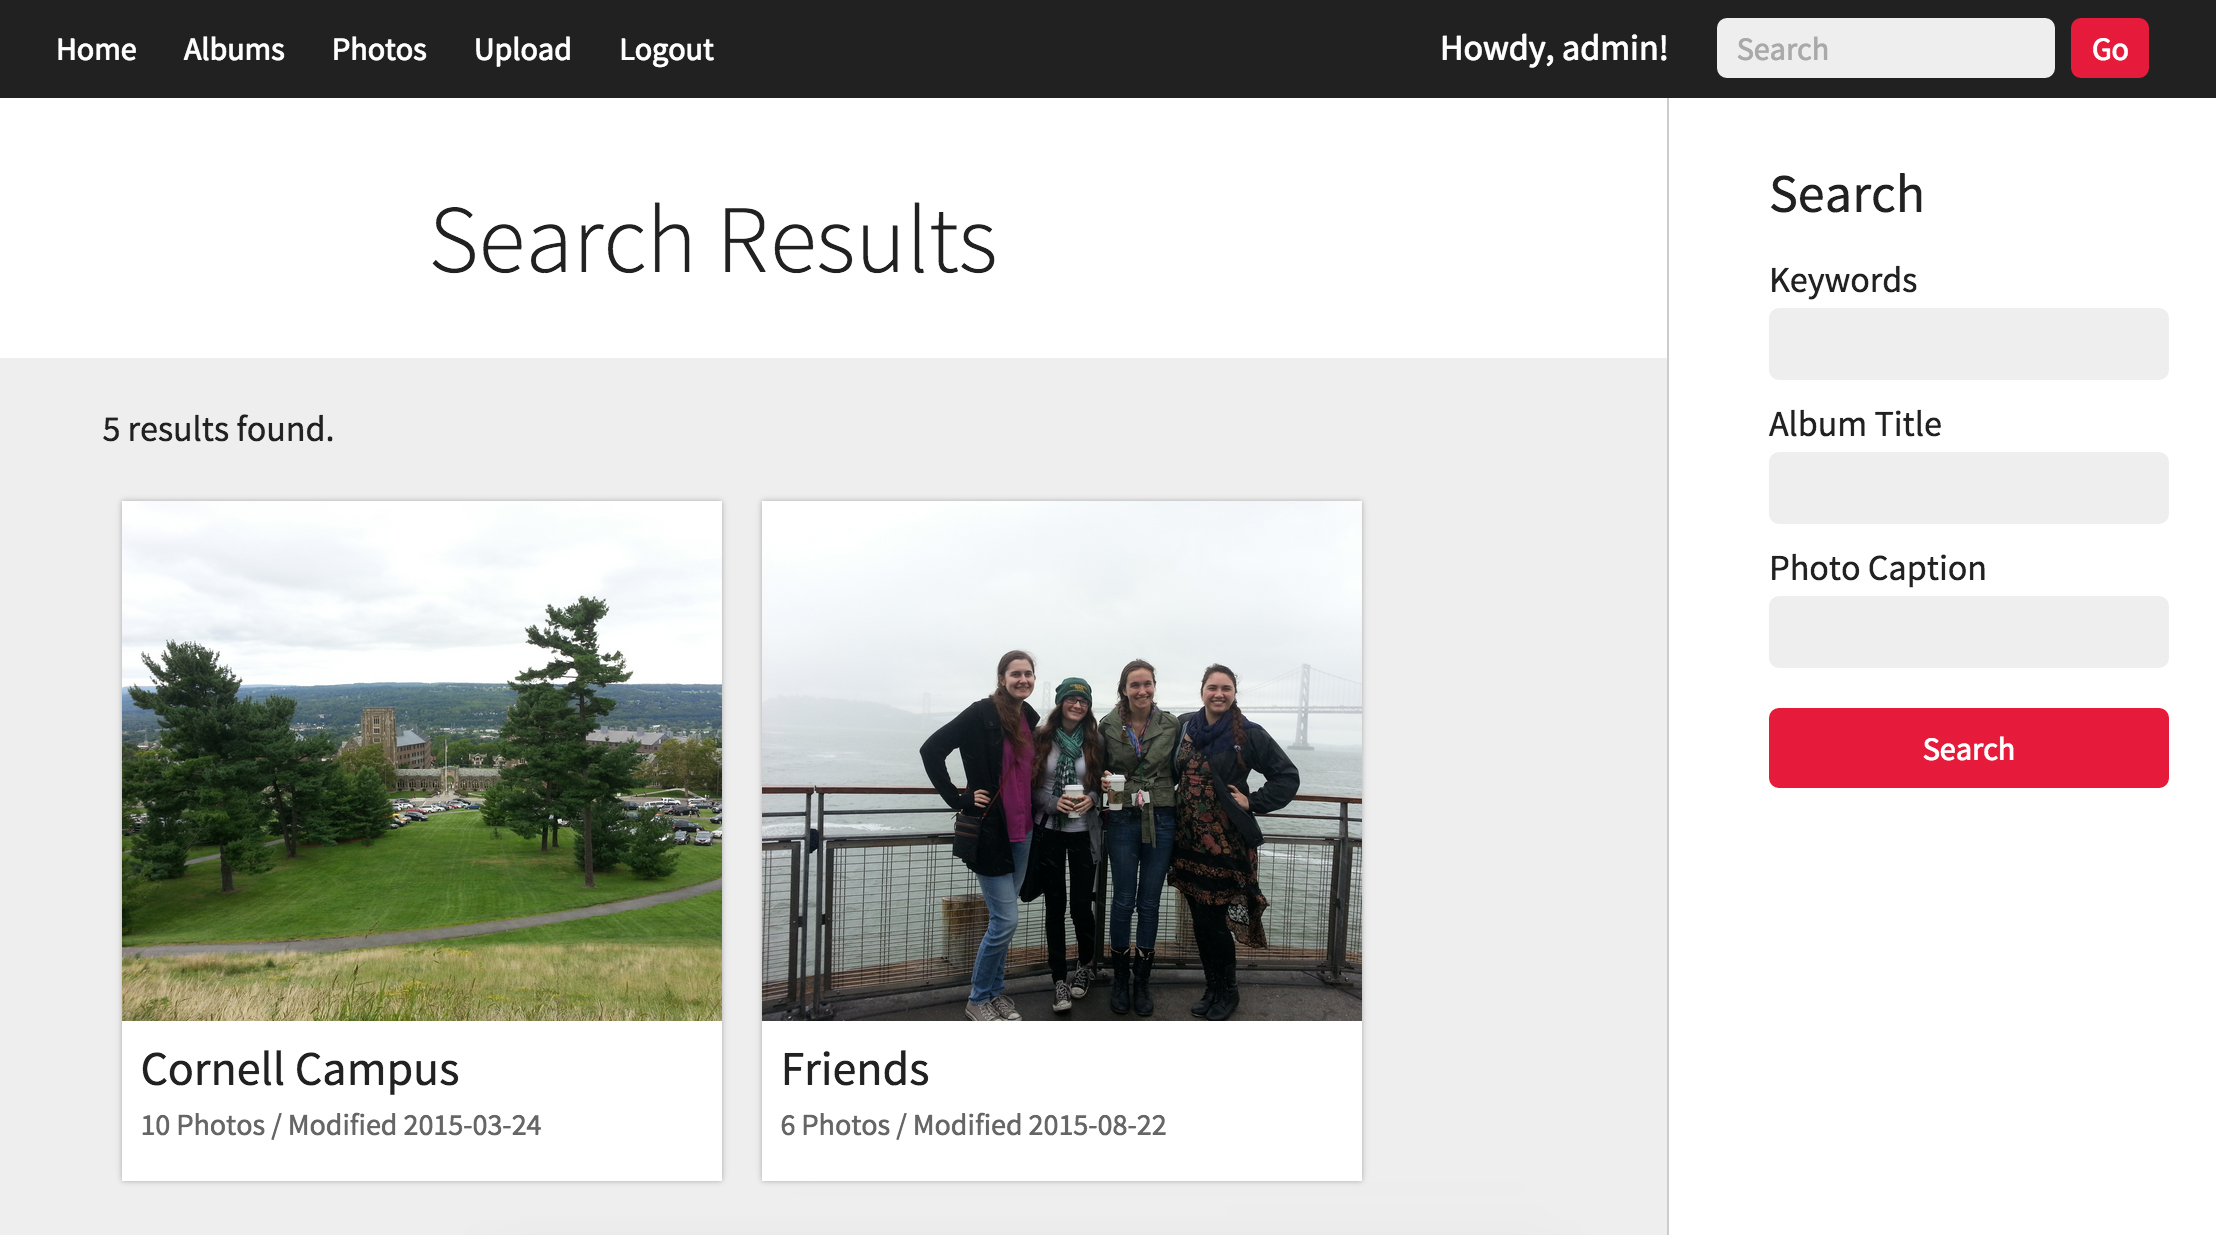 Home Albums Photos Upload Logout Howdy, admin! Search Go
Search Results
5 results found.
Cornell Campus
10 Photos / Modified 2015-03-24
Friends
6 Photos / Modified 2015-08-22
Search
Keywords
Album Title
Photo Caption
Search